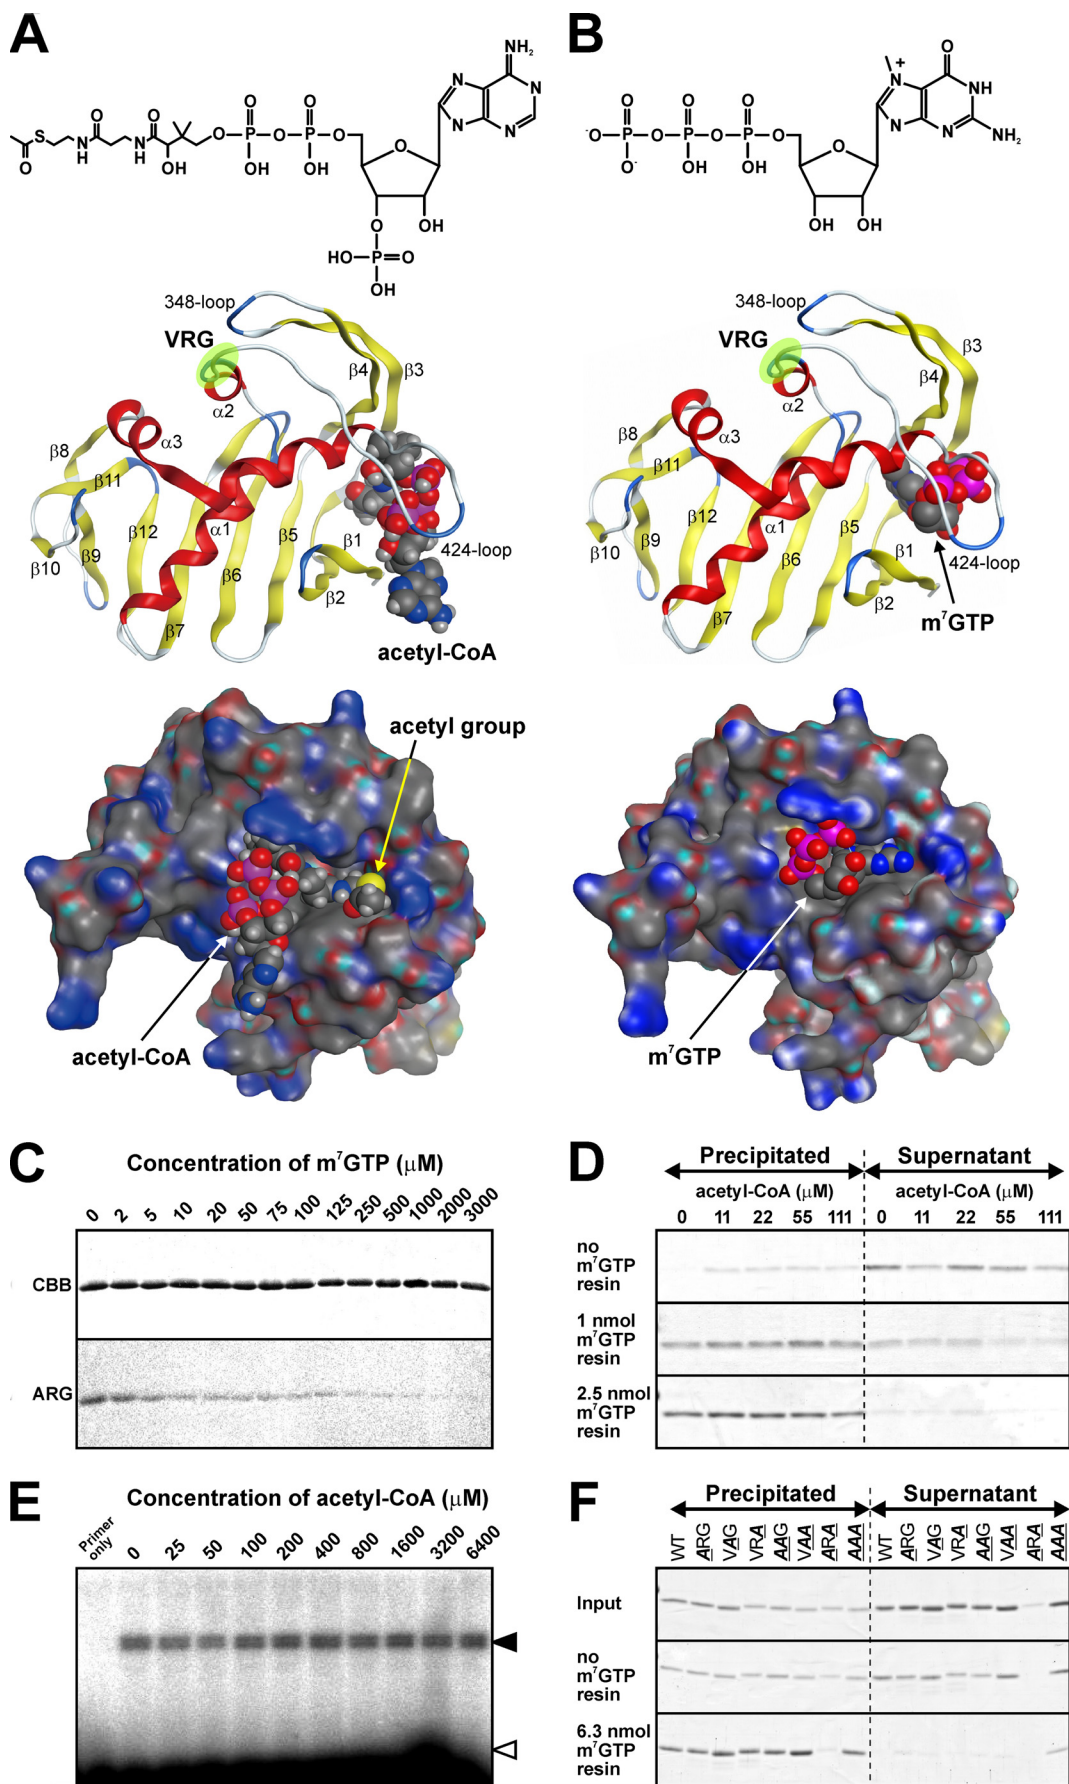 A
B
NH₂
N
N
N
N
O
S
O
N
H
O
N
H
OH
O
O
P
OH
O
O
P
OH
O
O
O
OH
HO
P
O
OH
O
N
+
NH
N
N
NH₂
-O
O
P
O-
O
O
P
OH
O
O
P
OH
O
O
OH
OH
348-loop
VRG
β4
β3
α2
α3
β8
β11
β12
α1
β5
β1
424-loop
β10
β9
β6
β2
β7
acetyl-CoA
348-loop
VRG
β3
β4
α2
α3
β8
β11
β12
α1
β5
β1
424-loop
β10
β9
β6
β2
β7
m⁷GTP
acetyl group
acetyl-CoA
m⁷GTP
C
Concentration of m⁷GTP (μM)
0 2 5 10 20 50 75 100 125 250 500 1000 2000 3000
CBB
ARG
D
Precipitated Supernatant
acetyl-CoA (μM) acetyl-CoA (μM)
0 11 22 55 111 0 11 22 55 111
no
m⁷GTP
resin
1 nmol
m⁷GTP
resin
2.5 nmol
m⁷GTP
resin
E
Concentration of acetyl-CoA (μM)
Primer
only
0 25 50 100 200 400 800 1600 3200 6400
F
Precipitated Supernatant
WT ARG VAG VRA AAG VAA ARA AAA WT ARG VAG VRA AAG VAA ARA AAA
Input
no
m⁷GTP
resin
6.3 nmol
m⁷GTP
resin